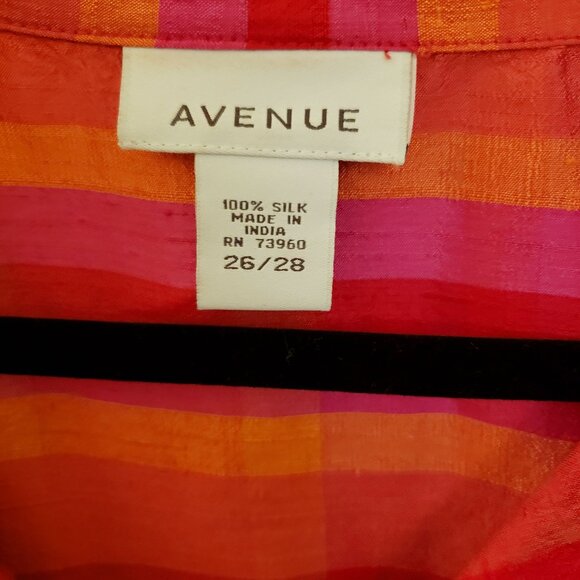 AVENUE
100% SILK
MADE IN
INDIA
RN 73960
26/28